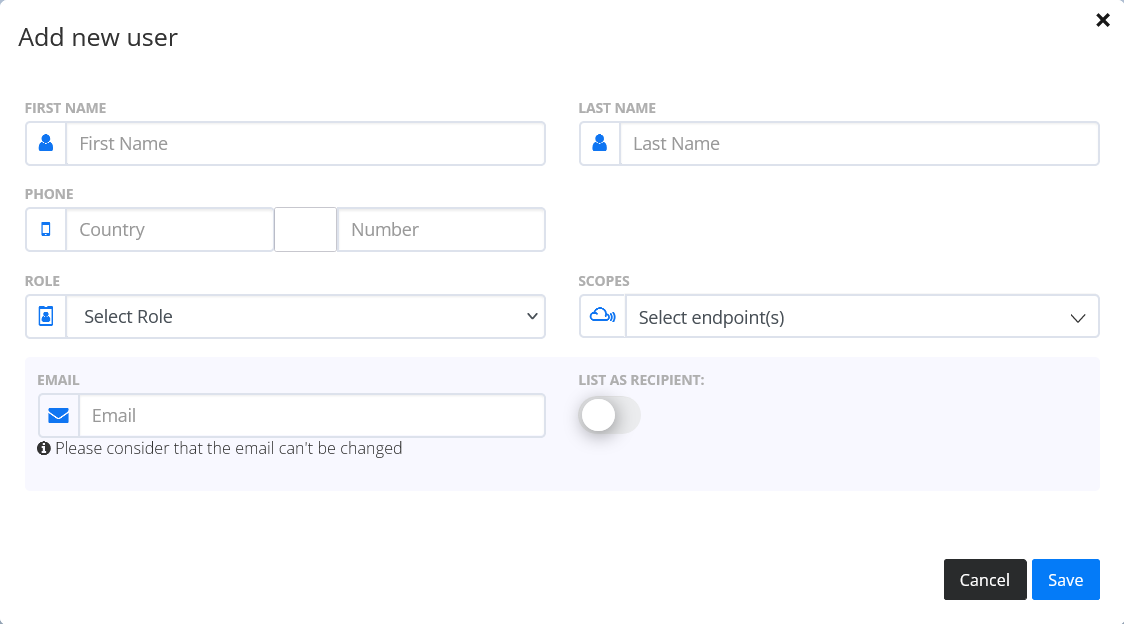 Add new user
FIRST NAME
LAST NAME
First Name
Last Name
PHONE
Country
Number
ROLE
SCOPES
Select Role
Select endpoint(s)
EMAIL
LIST AS RECIPIENT:
Email
Please consider that the email can't be changed
Cancel
Save